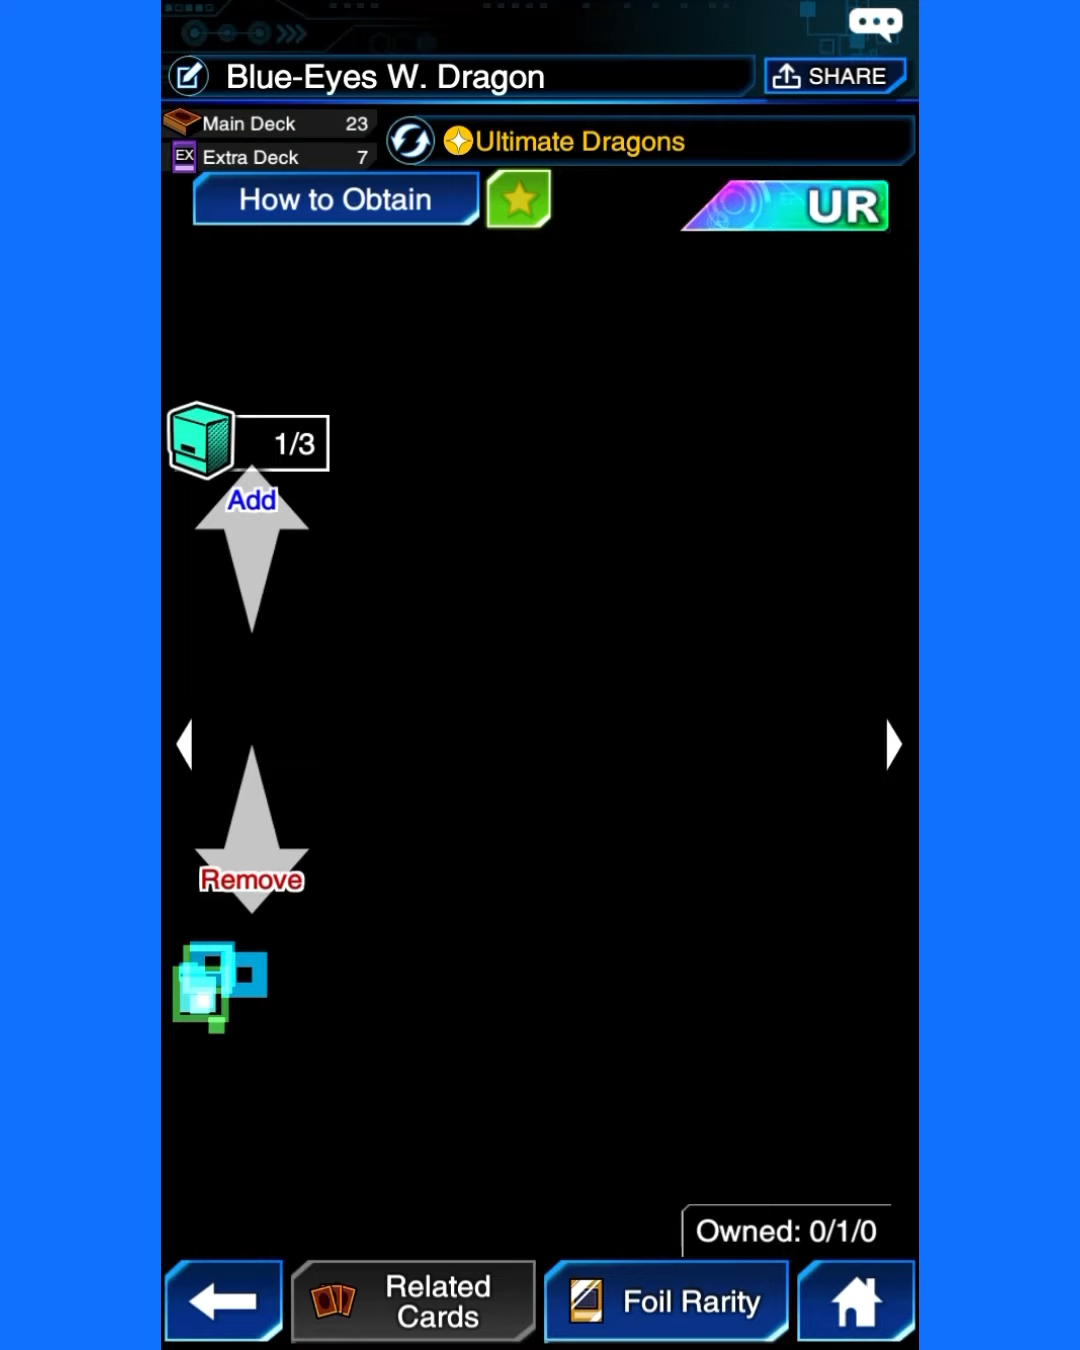 Blue-Eyes W. Dragon
SHARE
Main Deck 23
EX Extra Deck 7
Ultimate Dragons
How to Obtain
UR
1/3
Add
Remove
Owned: 0/1/0
Related
Cards
Foil Rarity